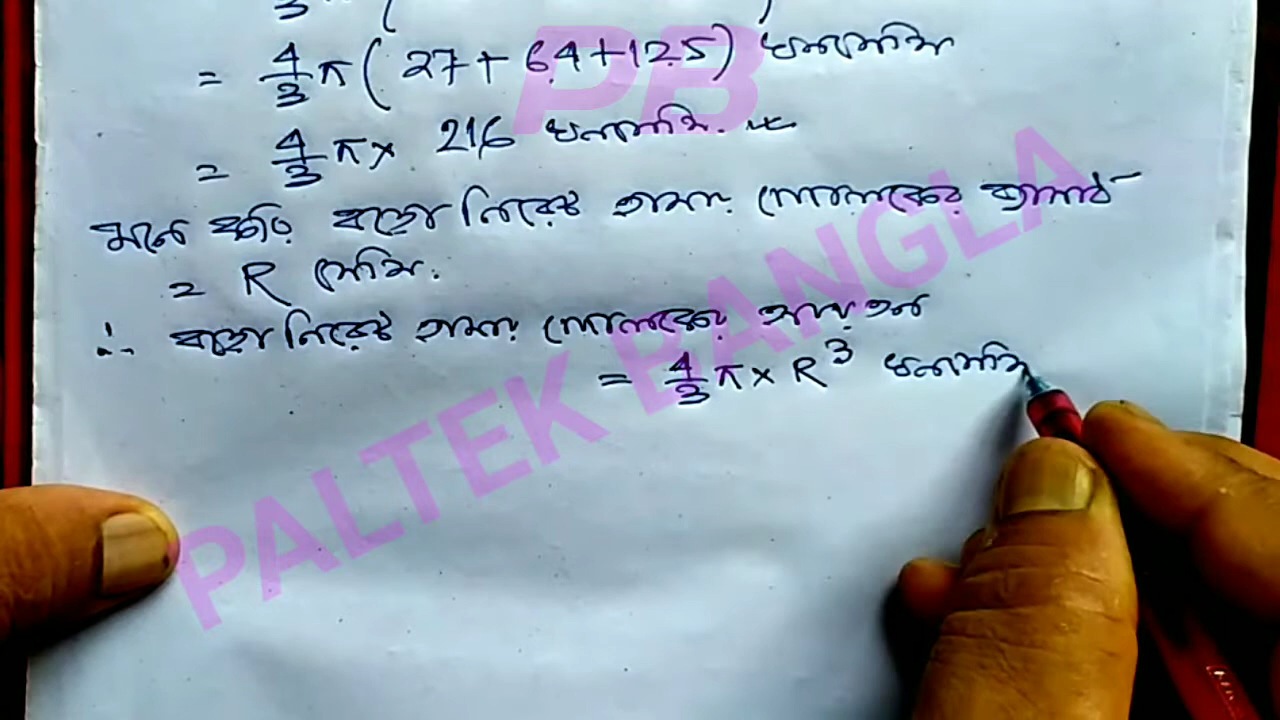 = 4/3 π ( 27 + 64 + 125 ) ঘনসেমি
= 4/3 π × 216 ঘনসেমি.
মনে করি বড়ো নিরেট তামার গোলকের ব্যাসার্ধ
= R সেমি.
∴ বড়ো নিরেট তামার গোলকের আয়তন
= 4/3 π × R³ ঘনসেমি
PB
PALTEK BANGLA